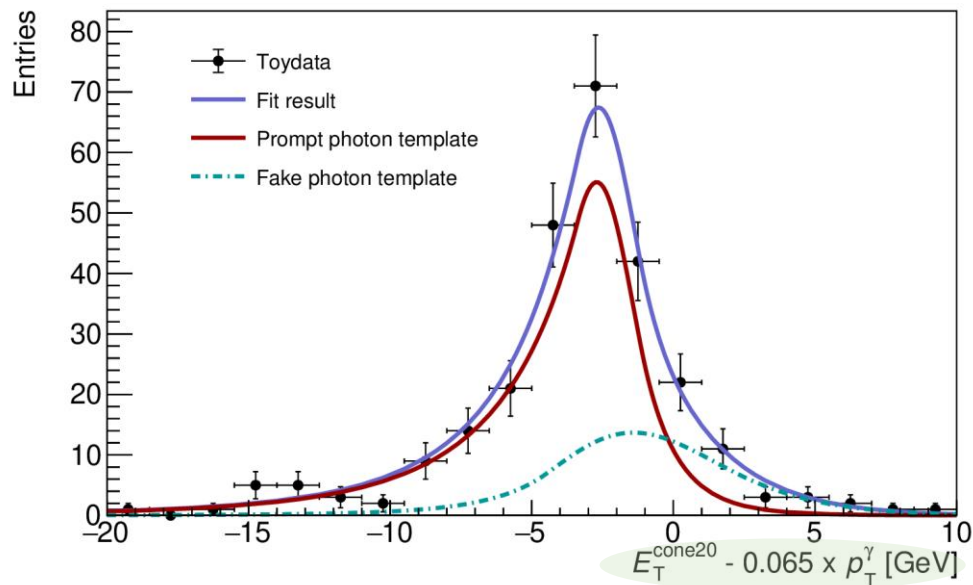 Entries
80
70
60
50
40
30
20
10
0
Toydata
Fit result
Prompt photon template
Fake photon template
−20 −15 −10 −5 0 5 10
E_T^cone20 - 0.065 x p_T^γ [GeV]